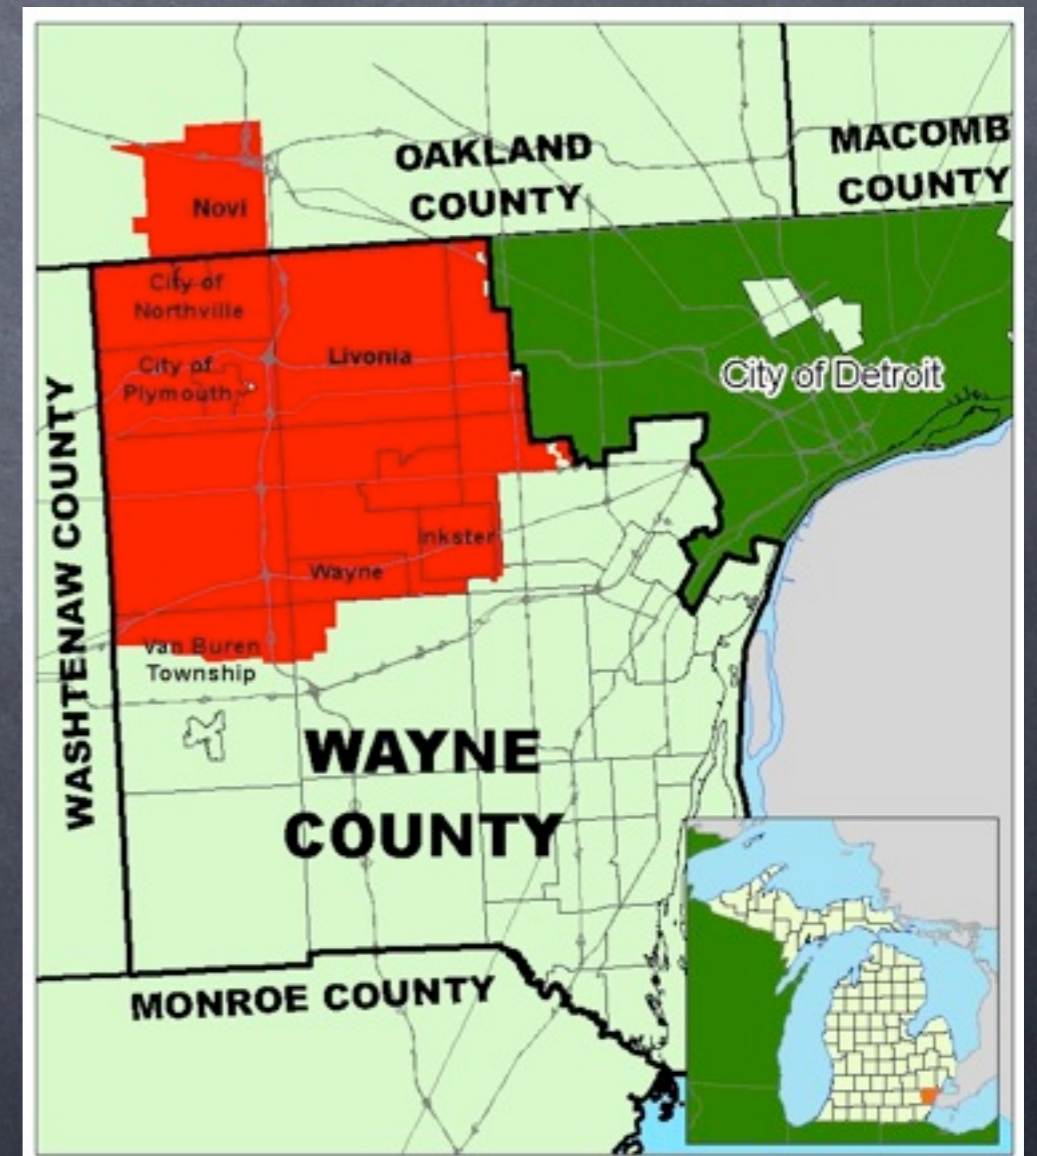 OAKLAND
COUNTY
MACOMB
COUNTY
Novi
City of
Northville
Livonia
City of
Plymouth
City of Detroit
WASHTENAW COUNTY
Inkster
Wayne
Van Buren
Township
WAYNE
COUNTY
MONROE COUNTY